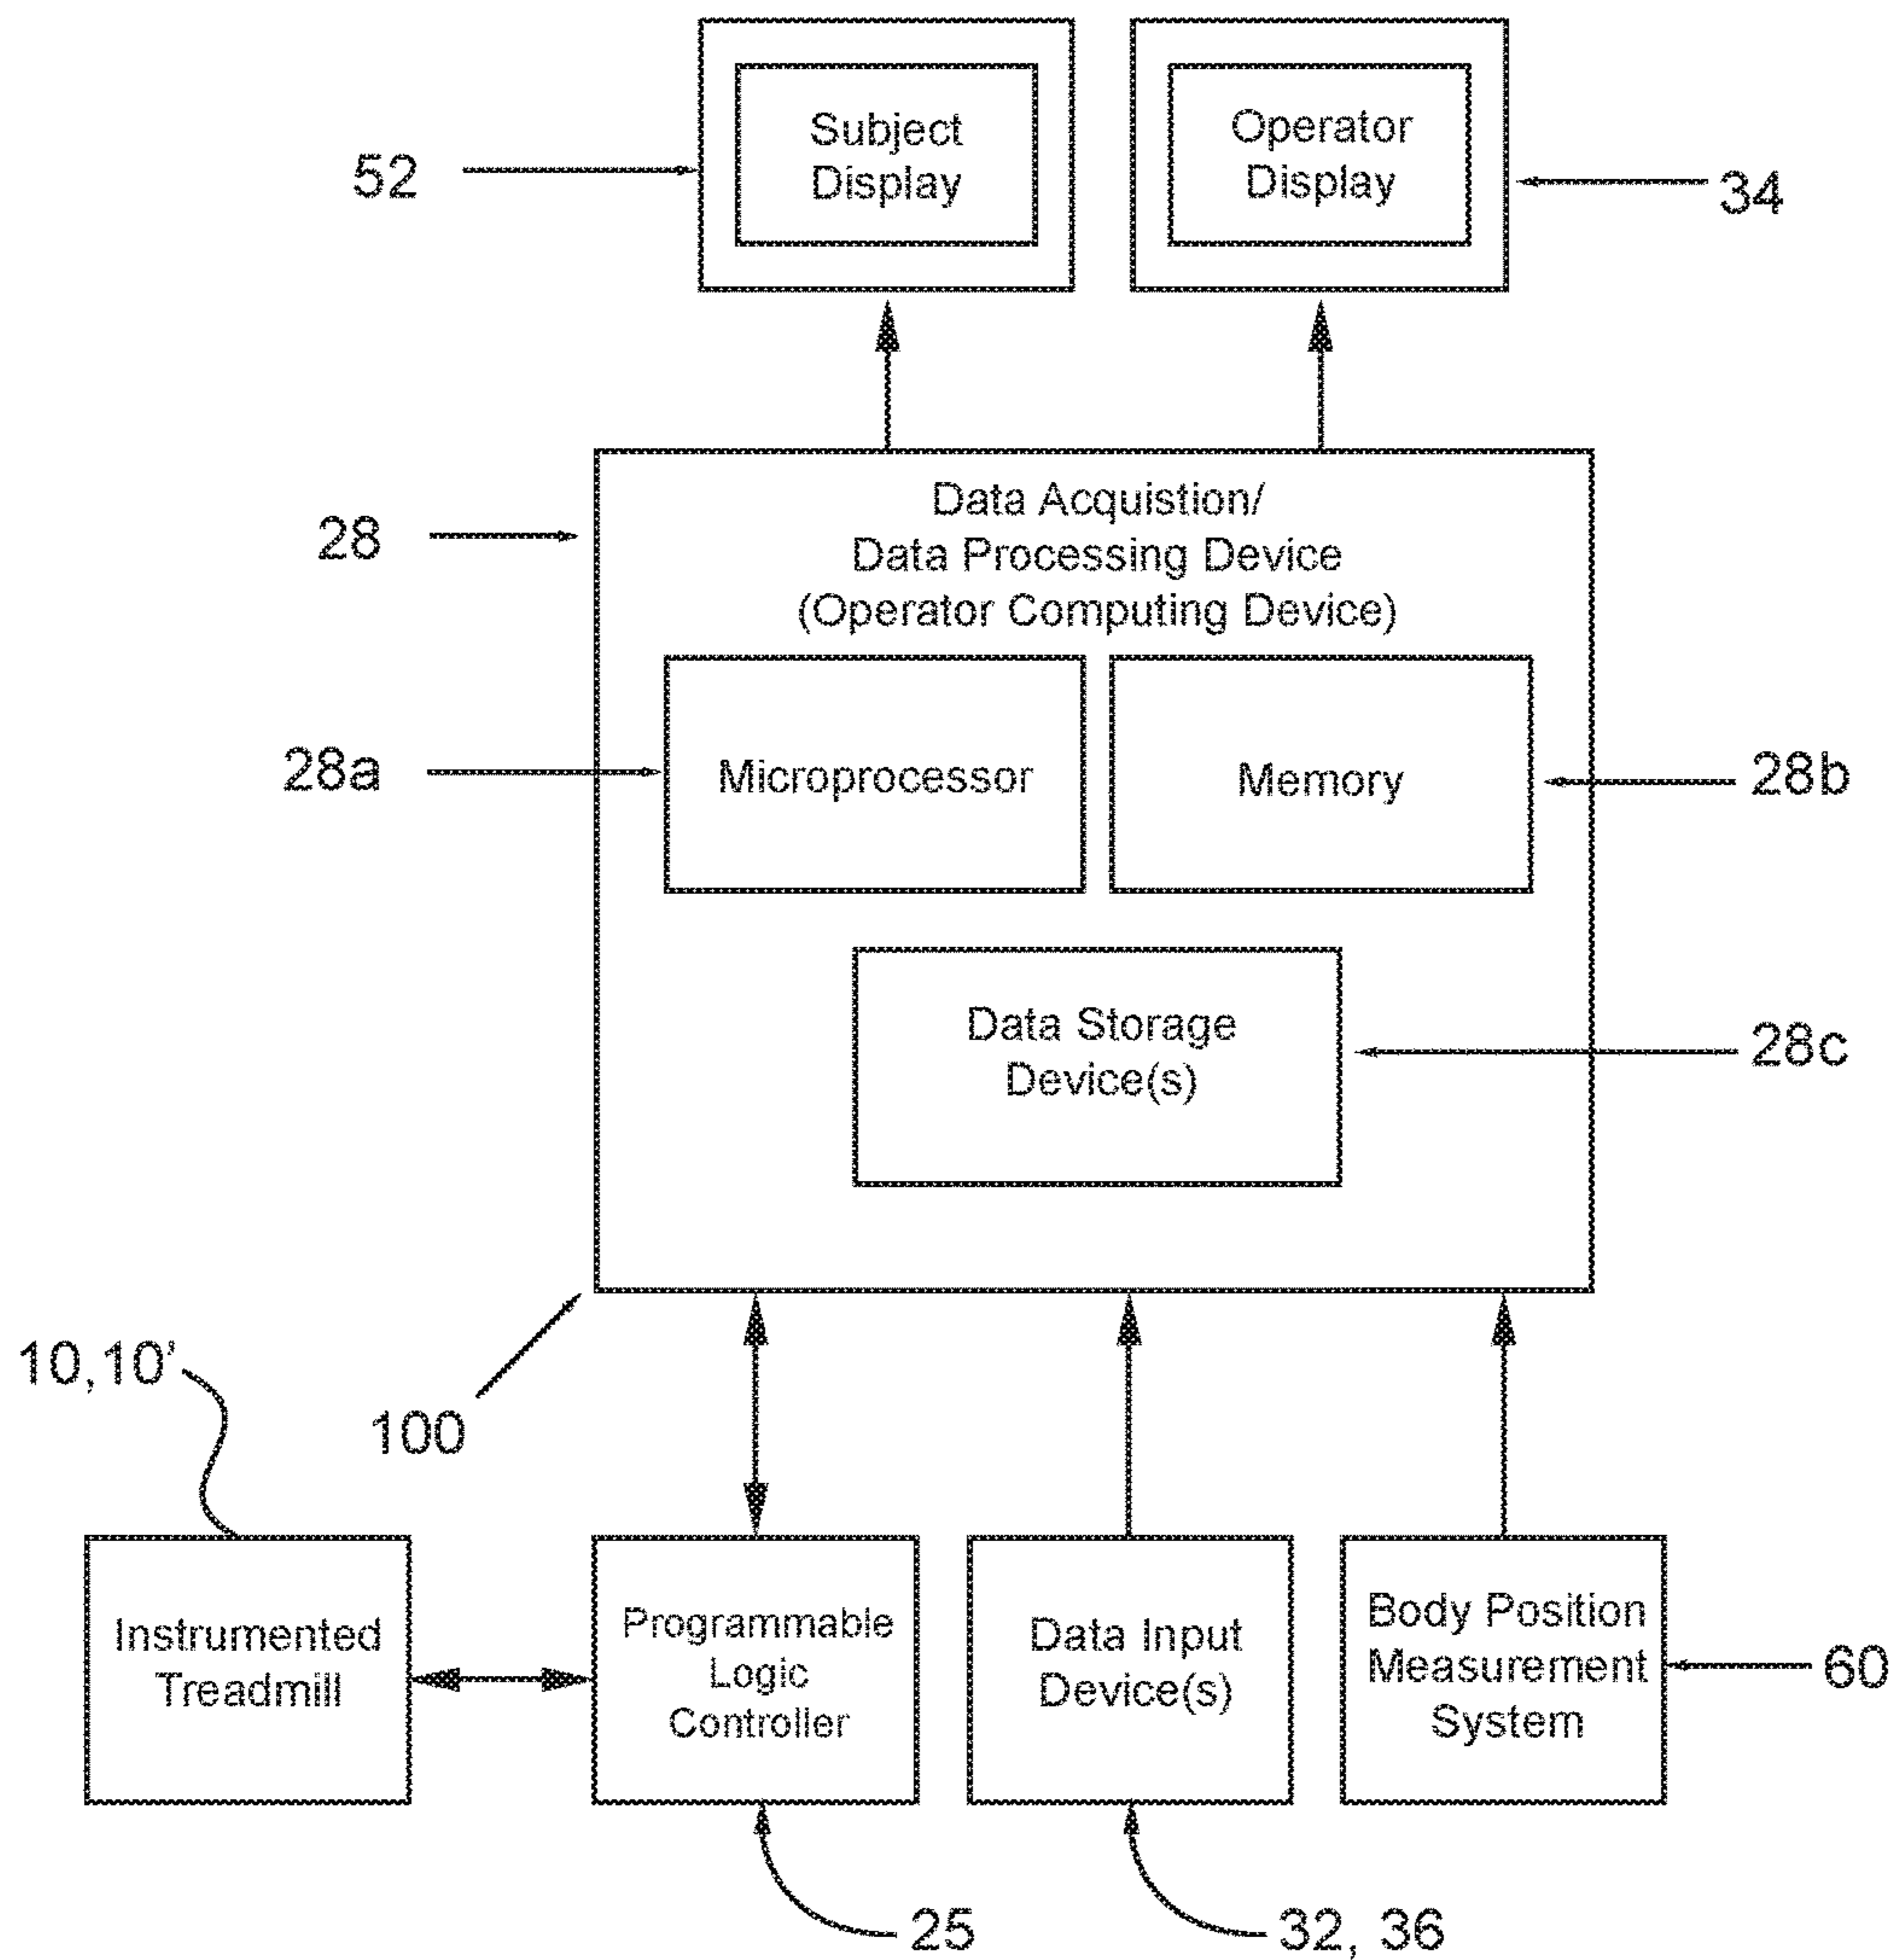 Subject
Display
Operator
Display
52
34
Data Acquistion/
Data Processing Device
(Operator Computing Device)
28
Microprocessor
Memory
28a
28b
Data Storage
Device(s)
28c
10,10’
100
Instrumented
Treadmill
Programmable
Logic
Controller
Data Input
Device(s)
Body Position
Measurement
System
60
25
32, 36